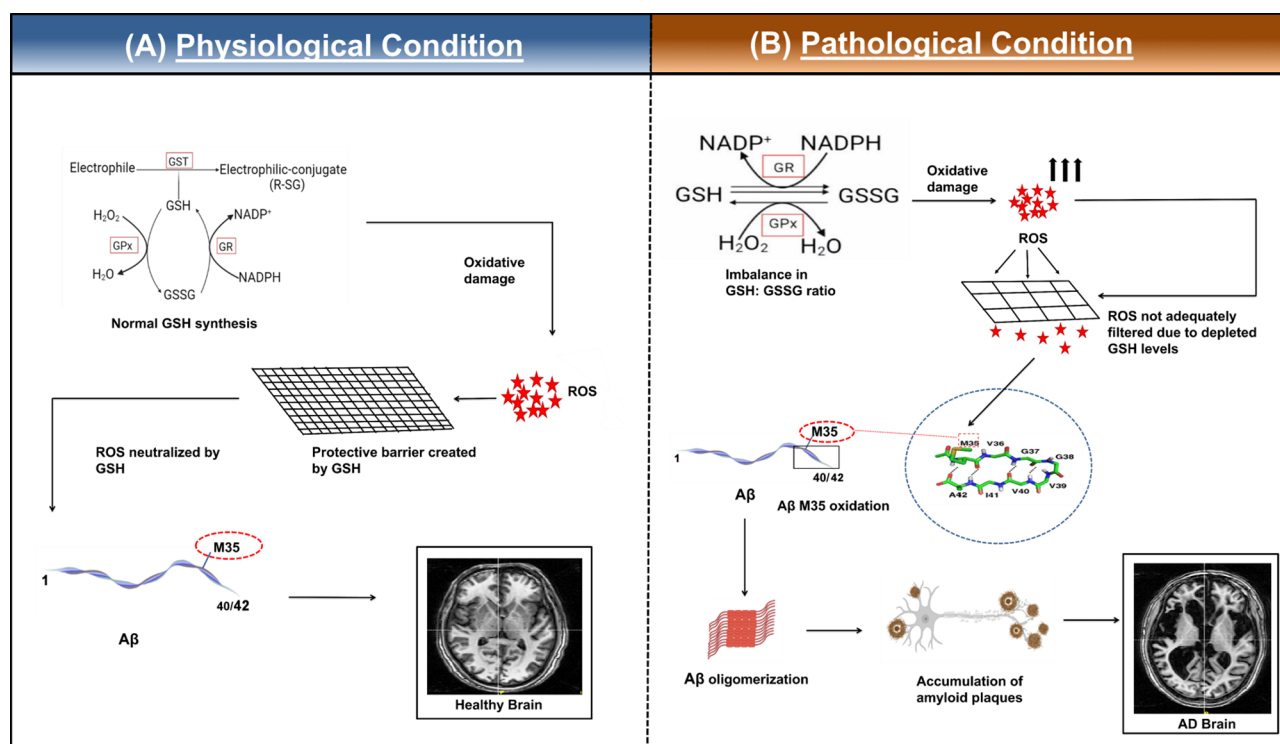 (A) Physiological Condition
Electrophile
GST
Electrophilic-conjugate
(R-SG)
GSH
H₂O₂
NADP⁺
GPx
GR
H₂O
NADPH
GSSG
Normal GSH synthesis
Oxidative
damage
ROS
Protective barrier created
by GSH
ROS neutralized by
GSH
M35
1
40/42
Aβ
Healthy Brain
(B) Pathological Condition
NADP⁺
NADPH
GR
GSH
GSSG
GPx
H₂O₂
H₂O
Imbalance in
GSH: GSSG ratio
Oxidative
damage
ROS
ROS not adequately
filtered due to depleted
GSH levels
M35
1
40/42
Aβ
Aβ M35 oxidation
M35
V36
G37
G38
A42
I41
V40
V39
Aβ oligomerization
Accumulation of
amyloid plaques
AD Brain